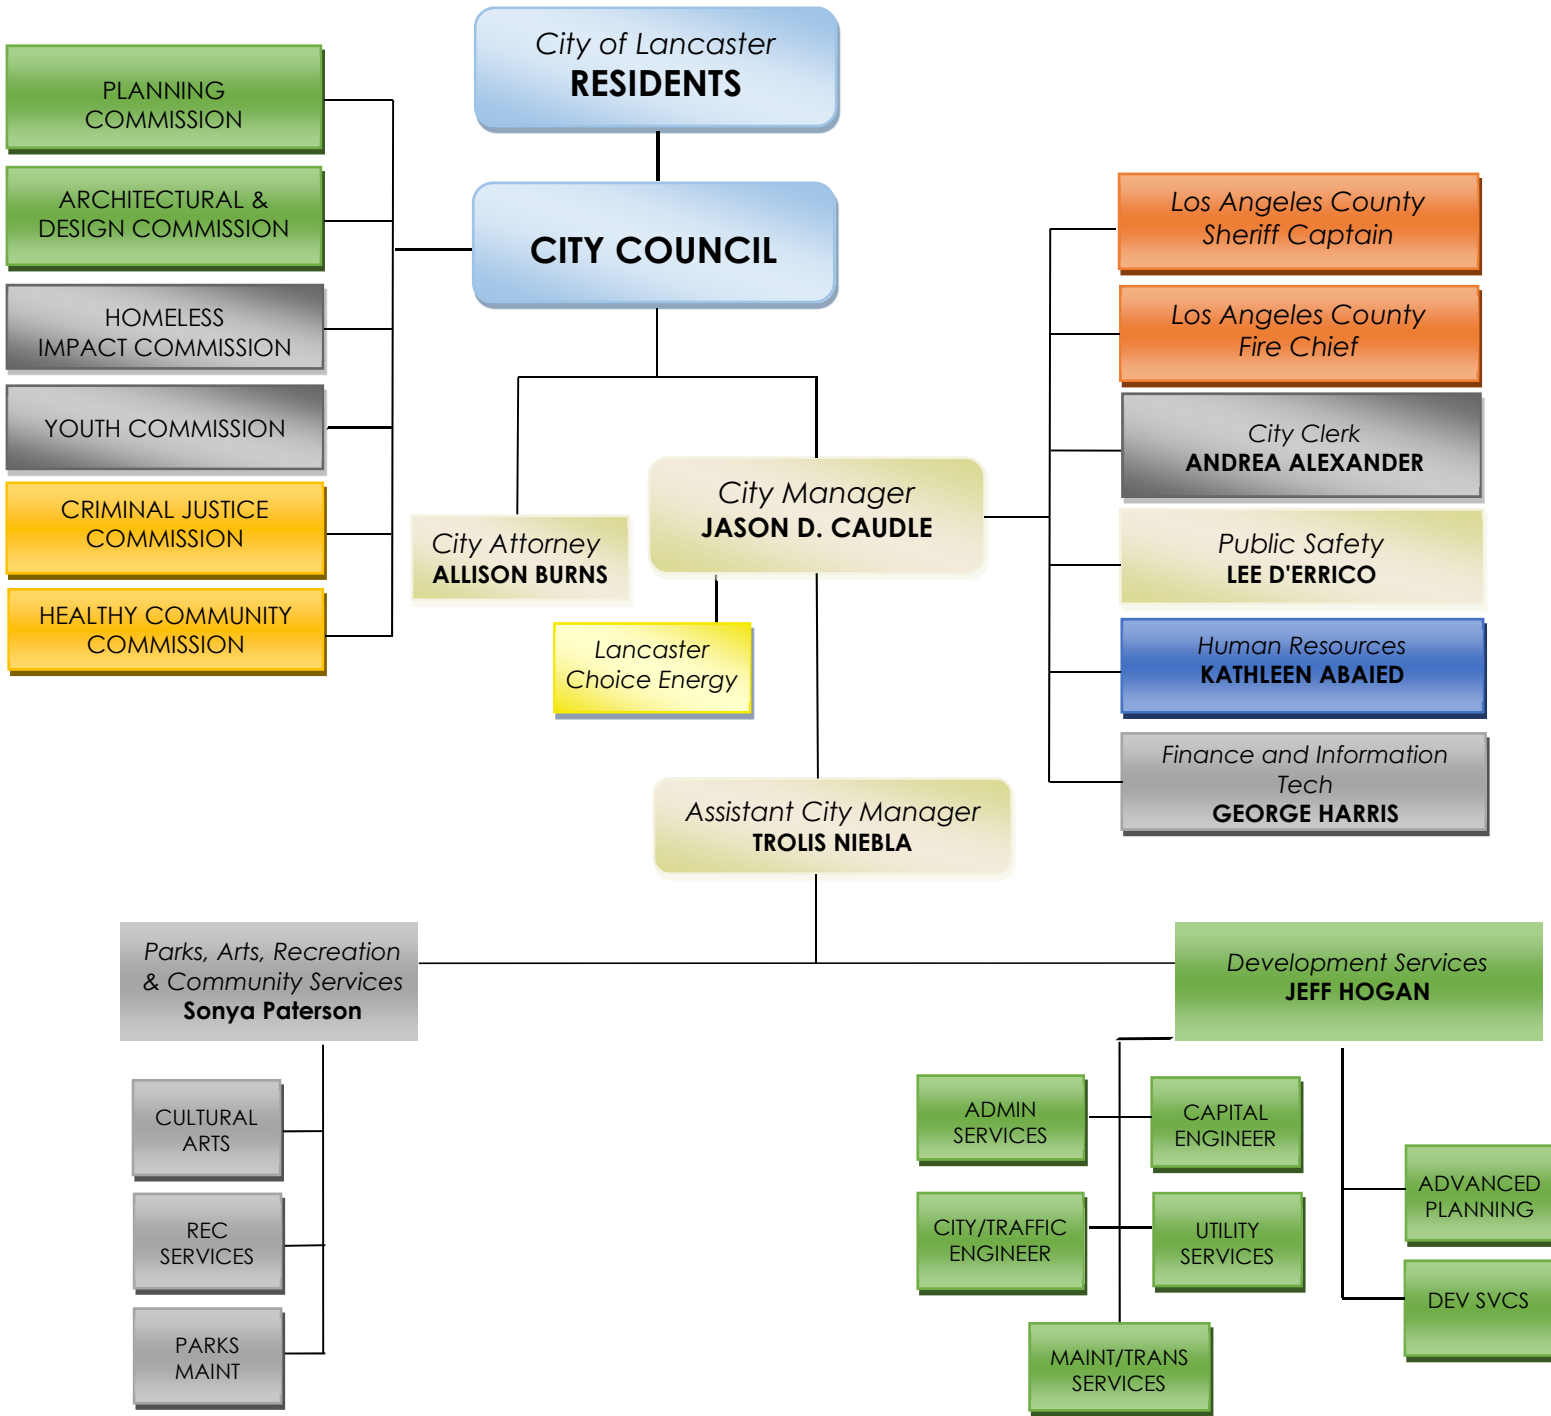 City of Lancaster
RESIDENTS
CITY COUNCIL
PLANNING
COMMISSION
ARCHITECTURAL &
DESIGN COMMISSION
HOMELESS
IMPACT COMMISSION
YOUTH COMMISSION
CRIMINAL JUSTICE
COMMISSION
HEALTHY COMMUNITY
COMMISSION
City Attorney
ALLISON BURNS
City Manager
JASON D. CAUDLE
Lancaster
Choice Energy
Los Angeles County
Sheriff Captain
Los Angeles County
Fire Chief
City Clerk
ANDREA ALEXANDER
Public Safety
LEE D'ERRICO
Human Resources
KATHLEEN ABAIED
Finance and Information
Tech
GEORGE HARRIS
Assistant City Manager
TROLIS NIEBLA
Parks, Arts, Recreation
& Community Services
Sonya Paterson
CULTURAL
ARTS
REC
SERVICES
PARKS
MAINT
Development Services
JEFF HOGAN
ADMIN
SERVICES
CAPITAL
ENGINEER
CITY/TRAFFIC
ENGINEER
UTILITY
SERVICES
MAINT/TRANS
SERVICES
ADVANCED
PLANNING
DEV SVCS